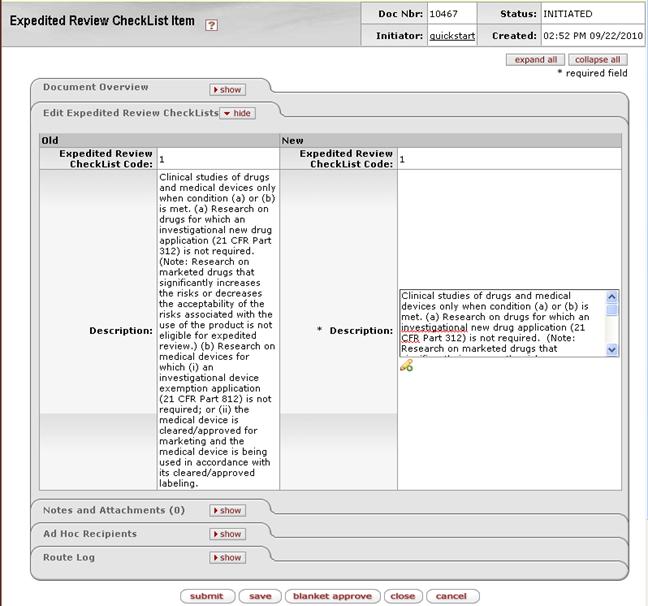 Expedited Review CheckList Item ?
Doc Nbr: 10467 Status: INITIATED
Initiator: quickstart Created: 02:52 PM 09/22/2010
expand all collapse all
* required field
Document Overview show
Edit Expedited Review CheckLists hide
Old New
Expedited Review CheckList Code: 1
Expedited Review CheckList Code: 1
Description:
Clinical studies of drugs
and medical devices only
when condition (a) or (b)
is met. (a) Research on
drugs for which an
investigational new drug
application (21 CFR Part
312) is not required.
(Note: Research on
marketed drugs that
significantly increases
the risks or decreases
the acceptability of the
risks associated with the
use of the product is not
eligible for expedited
review.) (b) Research on
medical devices for
which (i) an
investigational device
exemption application
(21 CFR Part 812) is not
required; or (ii) the
medical device is
cleared/approved for
marketing and the
medical device is being
used in accordance with
its cleared/approved
labeling.
* Description:
Clinical studies of drugs and medical
devices only when condition (a) or (b) is
met. (a) Research on drugs for which an
investigational new drug application (21
CFR Part 312) is not required. (Note:
Research on marketed drugs that
Notes and Attachments (0) show
Ad Hoc Recipients show
Route Log show
submit save blanket approve close cancel